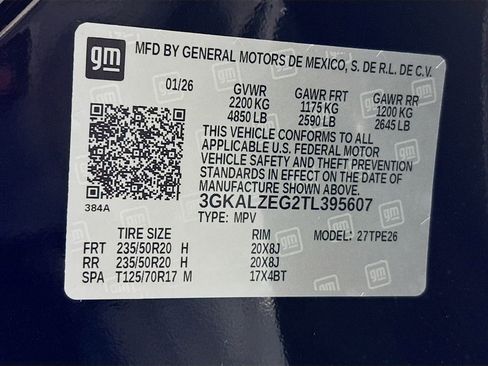 gm
MFD BY GENERAL MOTORS DE MEXICO, S. DE R.L. DE C.V.
01/26 GVWR GAWR FRT GAWR RR
2200 KG 1175 KG 1200 KG
4850 LB 2590 LB 2645 LB
THIS VEHICLE CONFORMS TO ALL
APPLICABLE U.S. FEDERAL MOTOR
VEHICLE SAFETY AND THEFT PREVENTION
STANDARDS IN EFFECT ON THE DATE OF
MANUFACTURE SHOWN ABOVE.
384A
3GKALZEG2TL395607
TYPE: MPV MODEL: 27TPE26
TIRE SIZE RIM
FRT 235/50R20 H 20X8J
RR 235/50R20 H 20X8J
SPA T125/70R17 M 17X4BT